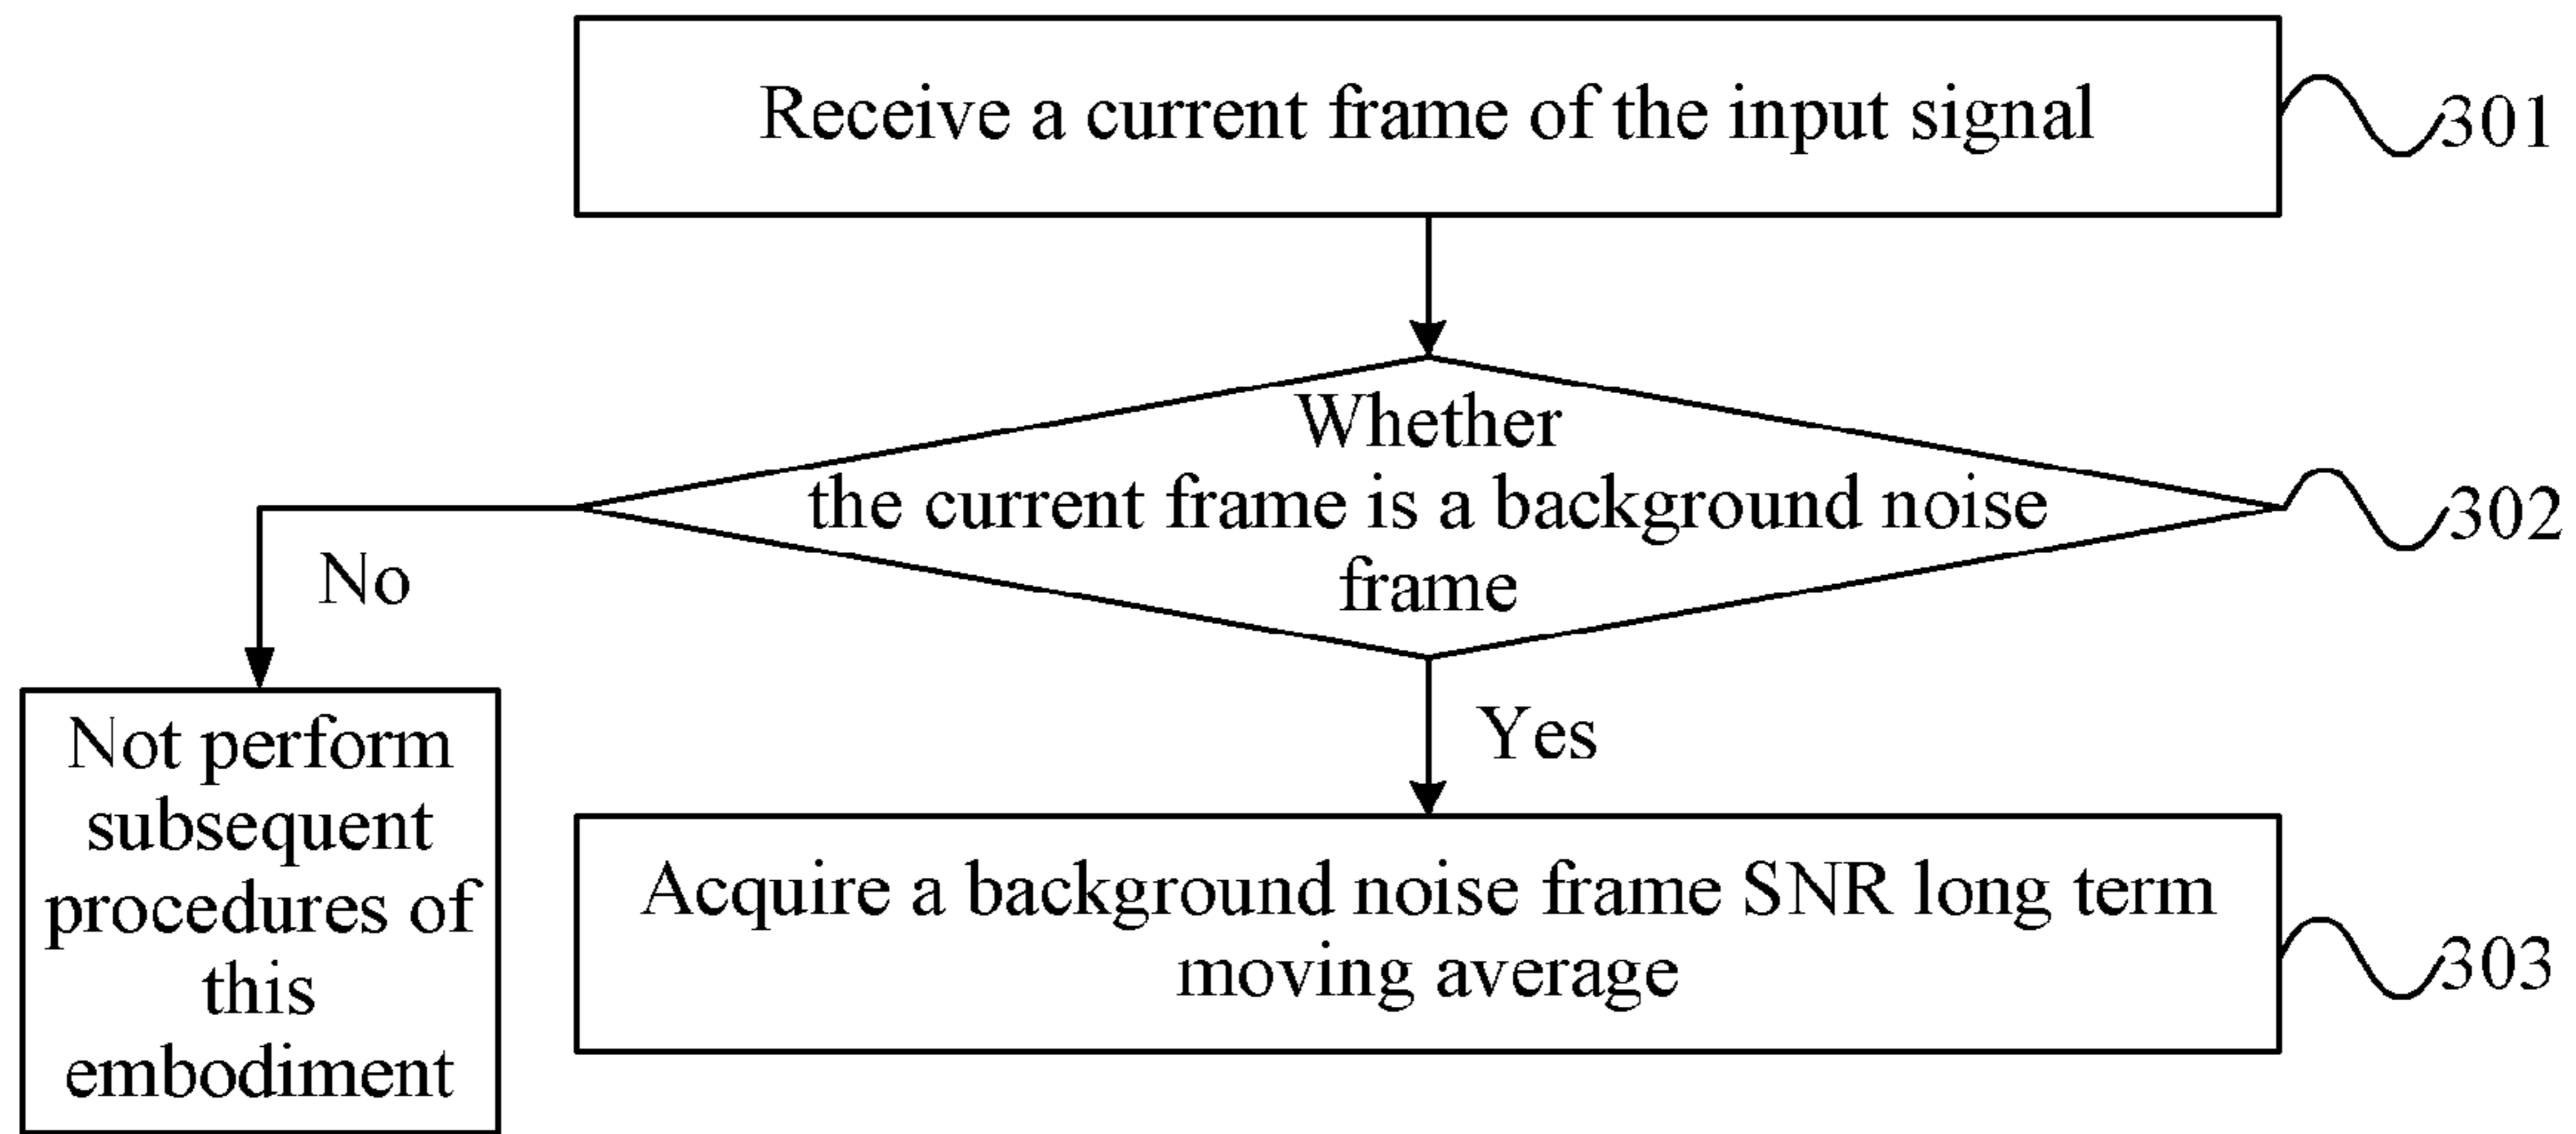 Receive a current frame of the input signal
301
Whether
the current frame is a background noise
frame
302
No
Yes
Not perform
subsequent
procedures of
this
embodiment
Acquire a background noise frame SNR long term
moving average
303